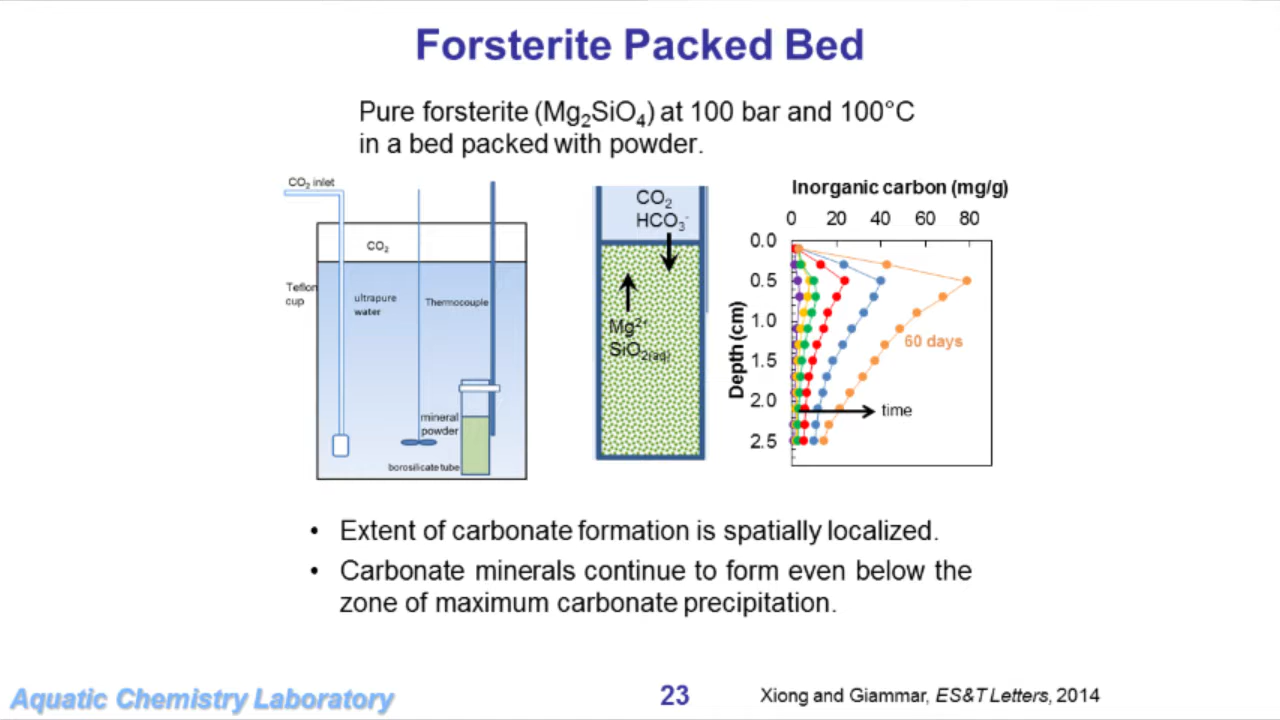 Forsterite Packed Bed
Pure forsterite (Mg₂SiO₄) at 100 bar and 100°C
in a bed packed with powder.
CO₂ inlet
CO₂
Teflon
cup
ultrapure
water
Thermocouple
mineral
powder
borosilicate tube
CO₂
HCO₃⁻
Mg²⁺
SiO₂(aq)
Inorganic carbon (mg/g)
0 20 40 60 80
Depth (cm)
0.0
0.5
1.0
1.5
2.0
2.5
60 days
time
• Extent of carbonate formation is spatially localized.
• Carbonate minerals continue to form even below the
zone of maximum carbonate precipitation.
Aquatic Chemistry Laboratory
23
Xiong and Giammar, ES&T Letters, 2014